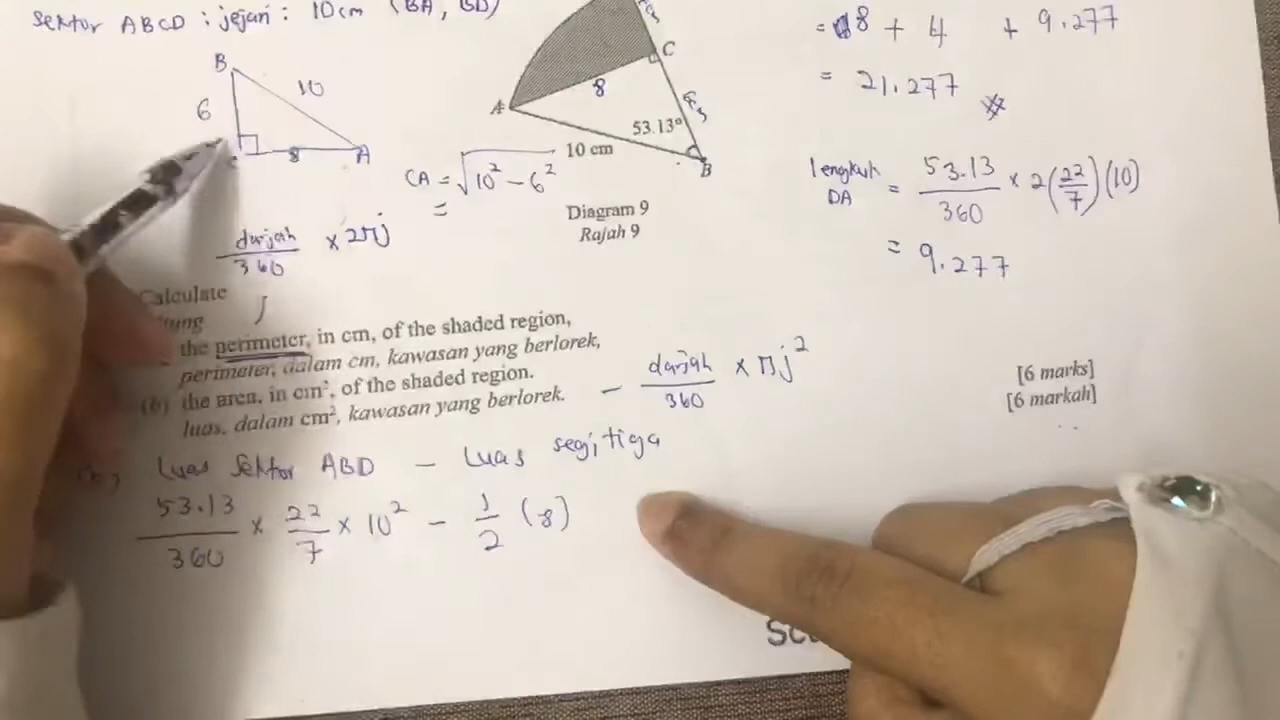 Sektor ABCD : jejari : 10cm (BA, BD)
B
10
6
8
A
CA = √10² - 6²
=
darjah
360
× 2πj
C
8
A
53.13°
10 cm
B
Diagram 9
Rajah 9
= 8 + 4 + 9.277
= 21.277
lengkuk DA = 53.13/360 × 2(22/7)(10)
= 9.277
Calculate
the perimeter, in cm, of the shaded region,
perimeter, dalam cm, kawasan yang berlorek,
the area, in cm², of the shaded region.
luas, dalam cm², kawasan yang berlorek.
- darjah/360 × πj²
[6 marks]
[6 markah]
Luas Sektor ABD - Luas segitiga
53.13/360 × 22/7 × 10² - 1/2 (8)